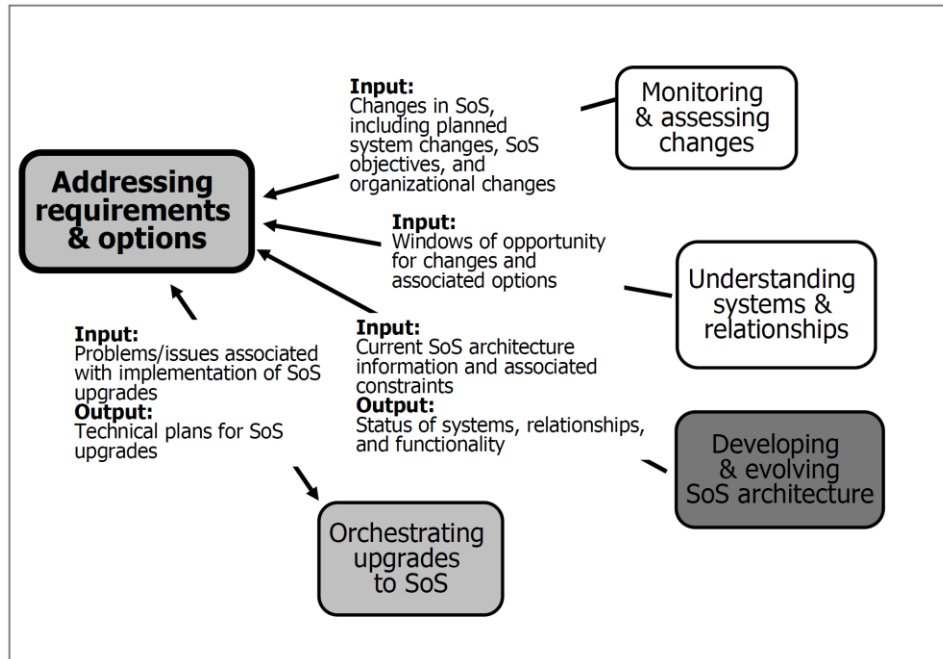 Input:
Changes in SoS,
including planned
system changes, SoS
objectives, and
organizational changes
Monitoring
& assessing
changes
Addressing
requirements
& options
Input:
Windows of opportunity
for changes and
associated options
Understanding
systems &
relationships
Input:
Problems/issues associated
with implementation of SoS
upgrades
Output:
Technical plans for SoS
upgrades
Input:
Current SoS architecture
information and associated
constraints
Output:
Status of systems, relationships,
and functionality
Developing
& evolving
SoS architecture
Orchestrating
upgrades
to SoS